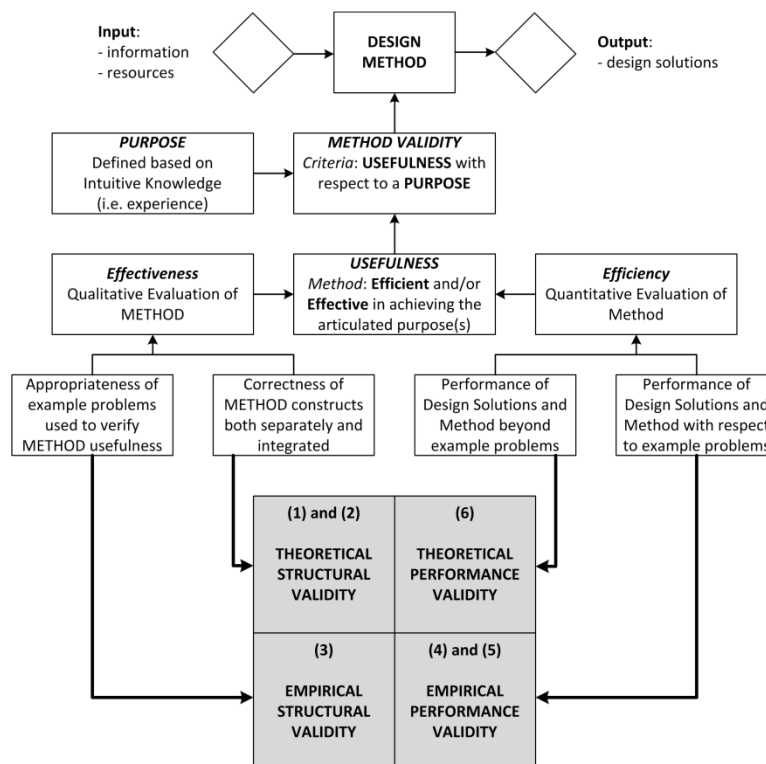 Input:
- information
- resources
DESIGN
METHOD
Output:
- design solutions
PURPOSE
Defined based on
Intuitive Knowledge
(i.e. experience)
METHOD VALIDITY
Criteria: USEFULNESS with
respect to a PURPOSE
Effectiveness
Qualitative Evaluation of
METHOD
USEFULNESS
Method: Efficient and/or
Effective in achieving the
articulated purpose(s)
Efficiency
Quantitative Evaluation of
Method
Appropriateness of
example problems
used to verify
METHOD usefulness
Correctness of
METHOD constructs
both separately and
integrated
Performance of
Design Solutions and
Method beyond
example problems
Performance of
Design Solutions and
Method with respect
to example problems
(1) and (2)
THEORETICAL
STRUCTURAL
VALIDITY
(6)
THEORETICAL
PERFORMANCE
VALIDITY
(3)
EMPIRICAL
STRUCTURAL
VALIDITY
(4) and (5)
EMPIRICAL
PERFORMANCE
VALIDITY